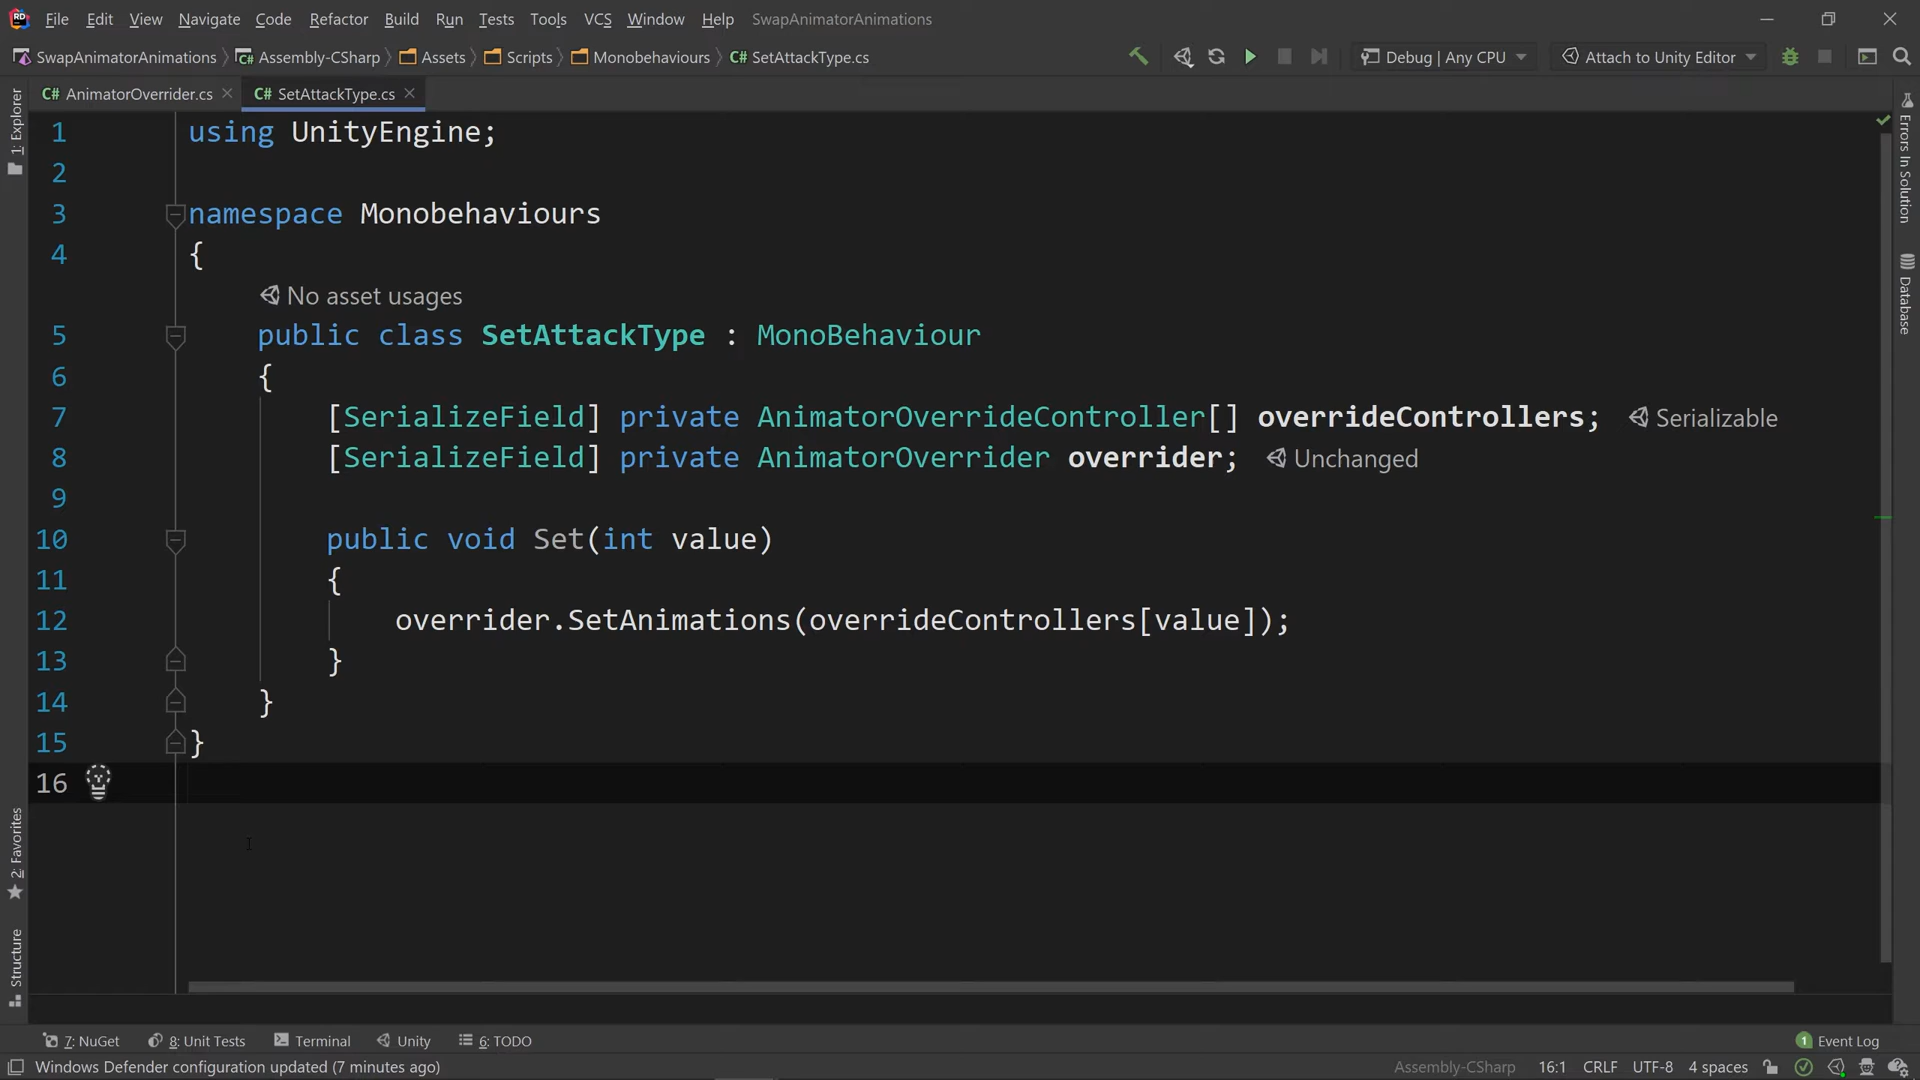 File Edit View Navigate Code Refactor Build Run Tests Tools VCS Window Help SwapAnimatorAnimations
SwapAnimatorAnimations Assembly-CSharp Assets Scripts Monobehaviours C# SetAttackType.cs Debug | Any CPU Attach to Unity Editor
C# AnimatorOverrider.cs C# SetAttackType.cs
1: Explorer
1 using UnityEngine;
2
3 namespace Monobehaviours
4 {
No asset usages
5 public class SetAttackType : MonoBehaviour
6 {
7 [SerializeField] private AnimatorOverrideController[] overrideControllers; Serializable
8 [SerializeField] private AnimatorOverrider overrider; Unchanged
9
10 public void Set(int value)
11 {
12 overrider.SetAnimations(overrideControllers[value]);
13 }
14 }
15 }
16
2: Favorites
Structure
Errors In Solution
Database
7: NuGet 8: Unit Tests Terminal Unity 6: TODO 1 Event Log
Windows Defender configuration updated (7 minutes ago) Assembly-CSharp 16:1 CRLF UTF-8 4 spaces